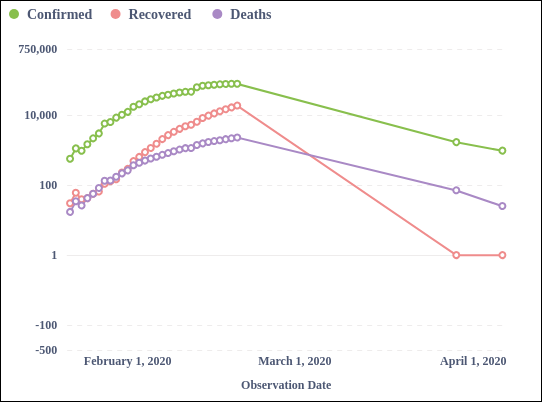 Confirmed Recovered Deaths
750,000
10,000
100
1
-100
-500
February 1, 2020 March 1, 2020 April 1, 2020
Observation Date